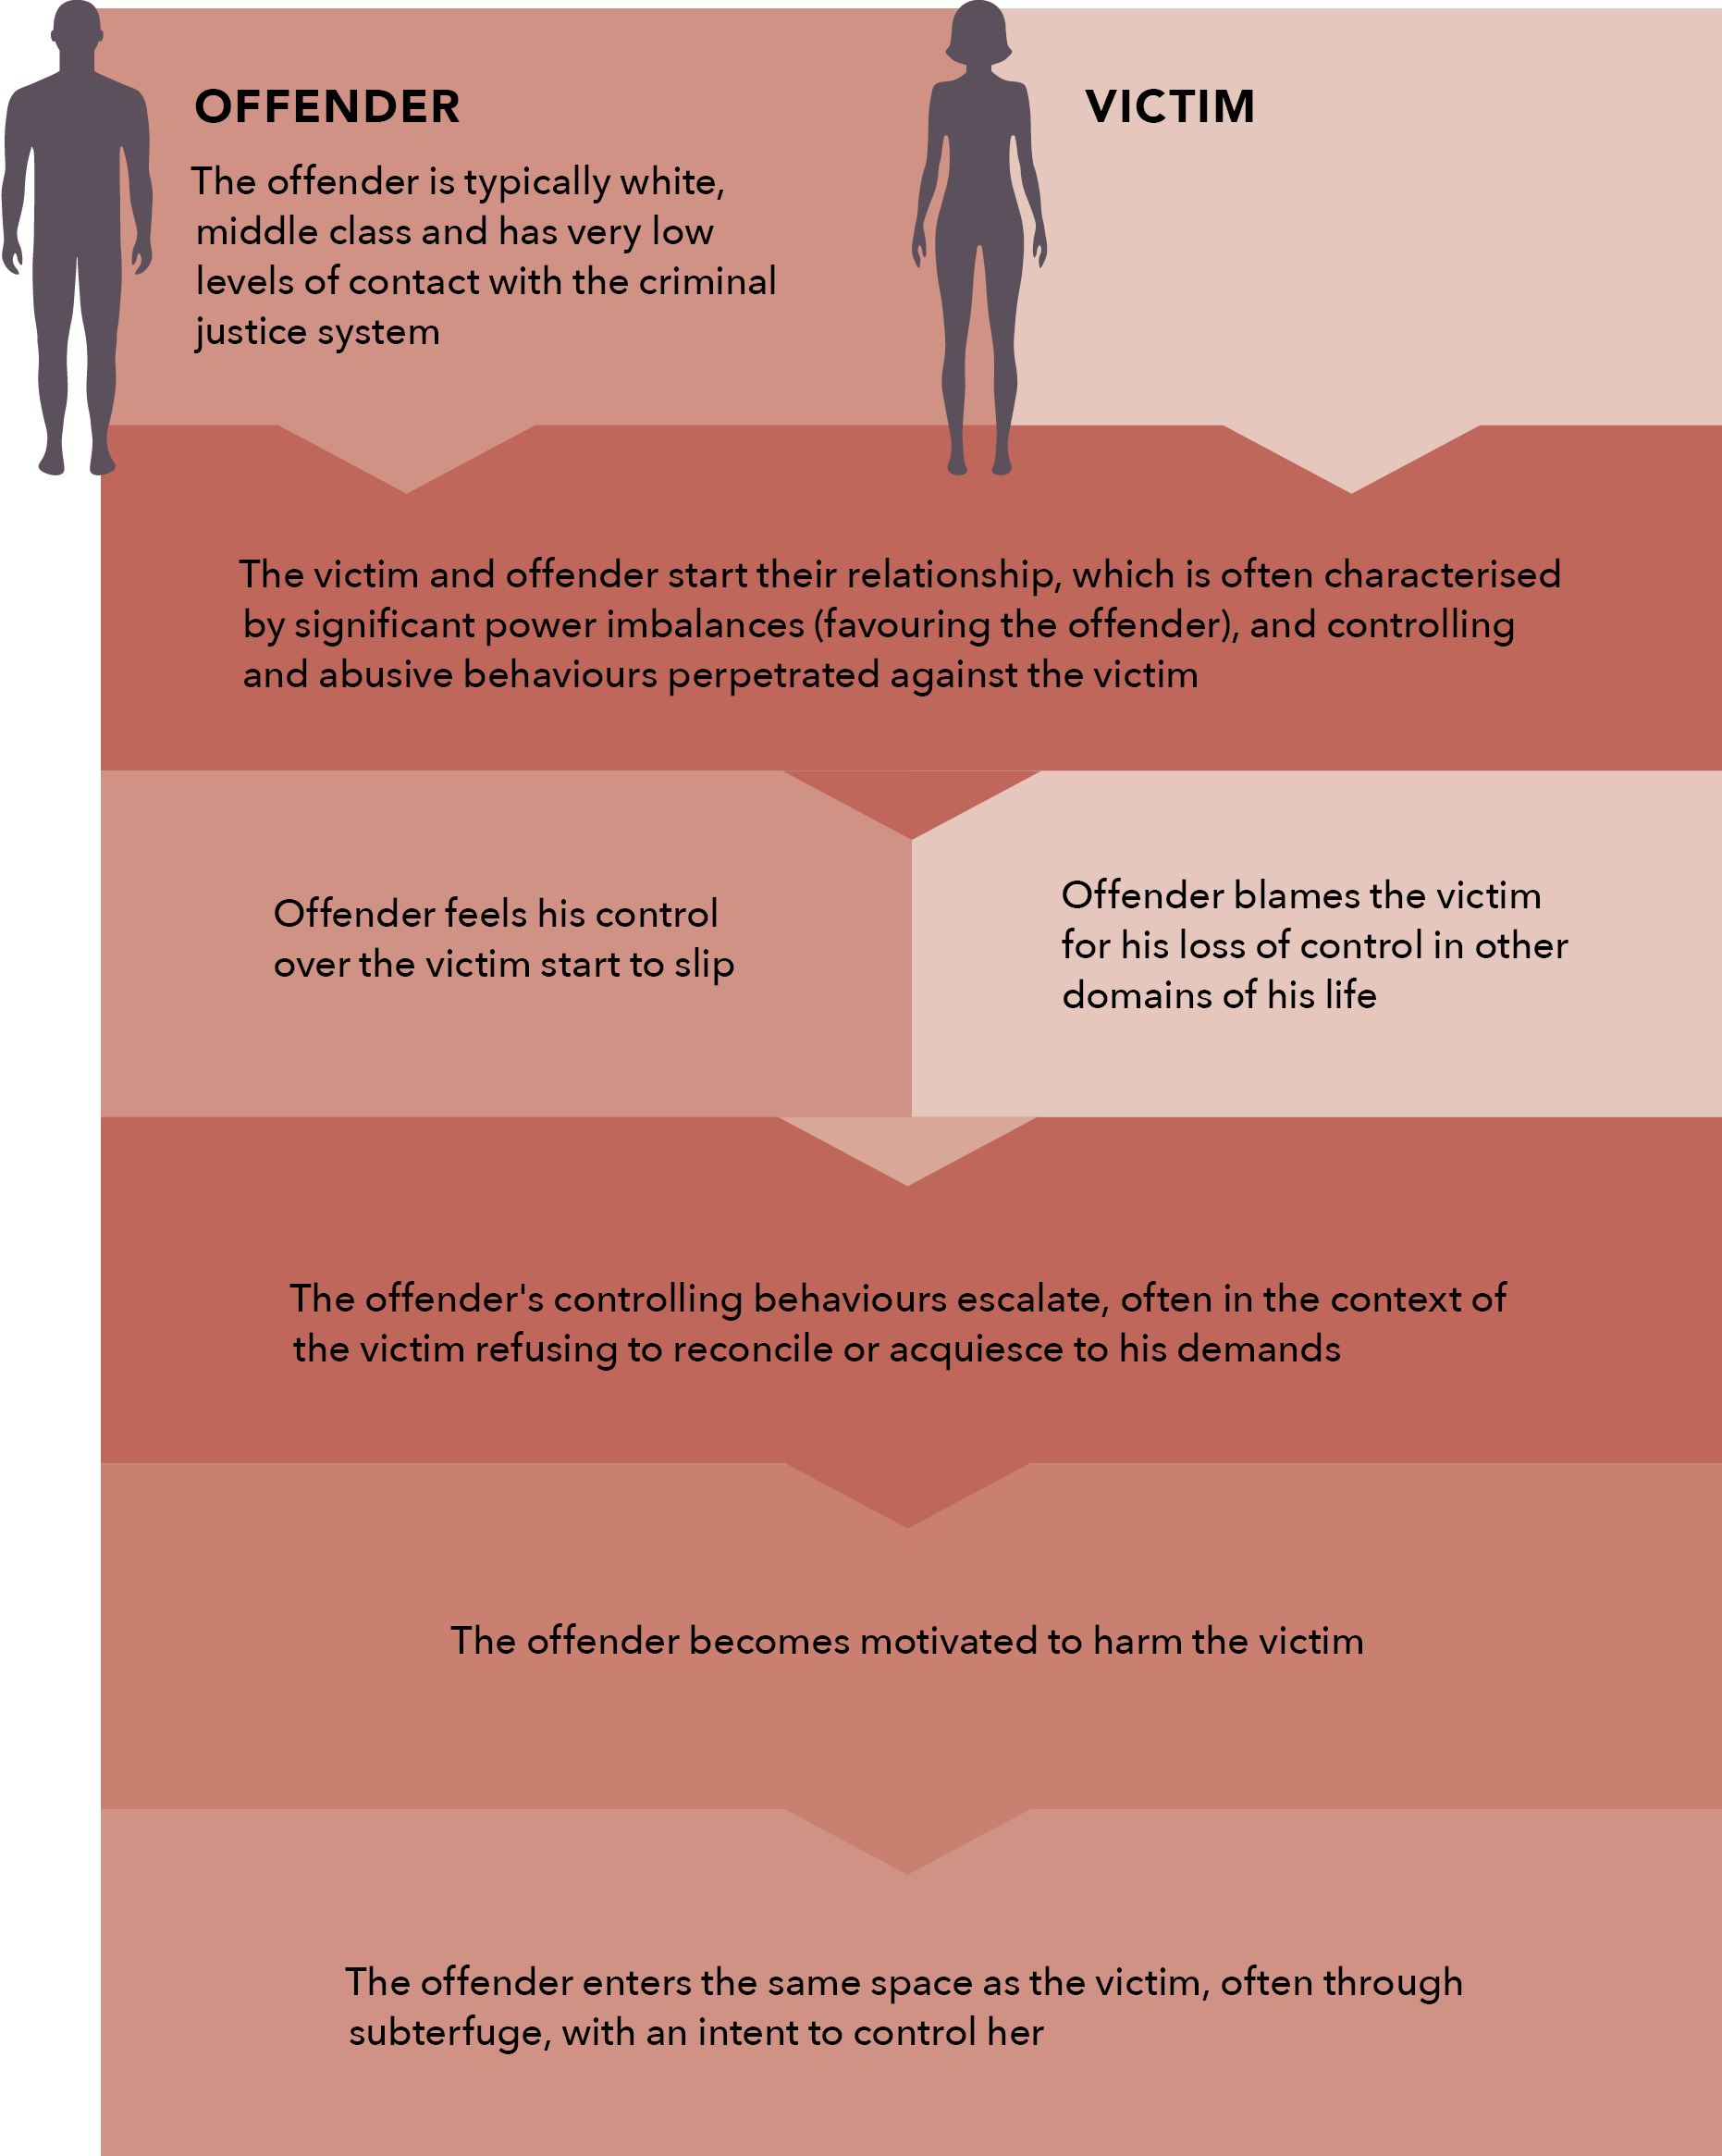 OFFENDER
The offender is typically white,
middle class and has very low
levels of contact with the criminal
justice system
VICTIM
The victim and offender start their relationship, which is often characterised
by significant power imbalances (favouring the offender), and controlling
and abusive behaviours perpetrated against the victim
Offender feels his control
over the victim start to slip
Offender blames the victim
for his loss of control in other
domains of his life
The offender's controlling behaviours escalate, often in the context of
the victim refusing to reconcile or acquiesce to his demands
The offender becomes motivated to harm the victim
The offender enters the same space as the victim, often through
subterfuge, with an intent to control her